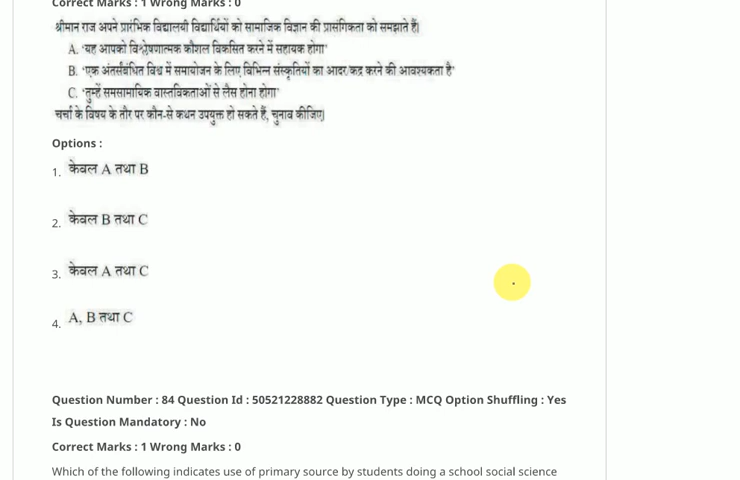 Correct Marks : 1 Wrong Marks : 0
श्रीमान राज अपने प्रारंभिक विद्यालयी विद्यार्थियों को सामाजिक विज्ञान की प्रासंगिकता को समझाते हैं।
A. 'यह आपको विश्लेषणात्मक कौशल विकसित करने में सहायक होगा'
B. 'एक अंतर्संबंधित विश्व में समायोजन के लिए विभिन्न संस्कृतियों का आदर/कद्र करने की आवश्यकता है'
C. 'तुम्हें समसामायिक वास्तविकताओं से लैस होना होगा'
चर्चा के विषय के तौर पर कौन-से कथन उपयुक्त हो सकते हैं, चुनाव कीजिए।
Options :
1. केवल A तथा B
2. केवल B तथा C
3. केवल A तथा C
4. A, B तथा C
Question Number : 84 Question Id : 50521228882 Question Type : MCQ Option Shuffling : Yes
Is Question Mandatory : No
Correct Marks : 1 Wrong Marks : 0
Which of the following indicates use of primary source by students doing a school social science